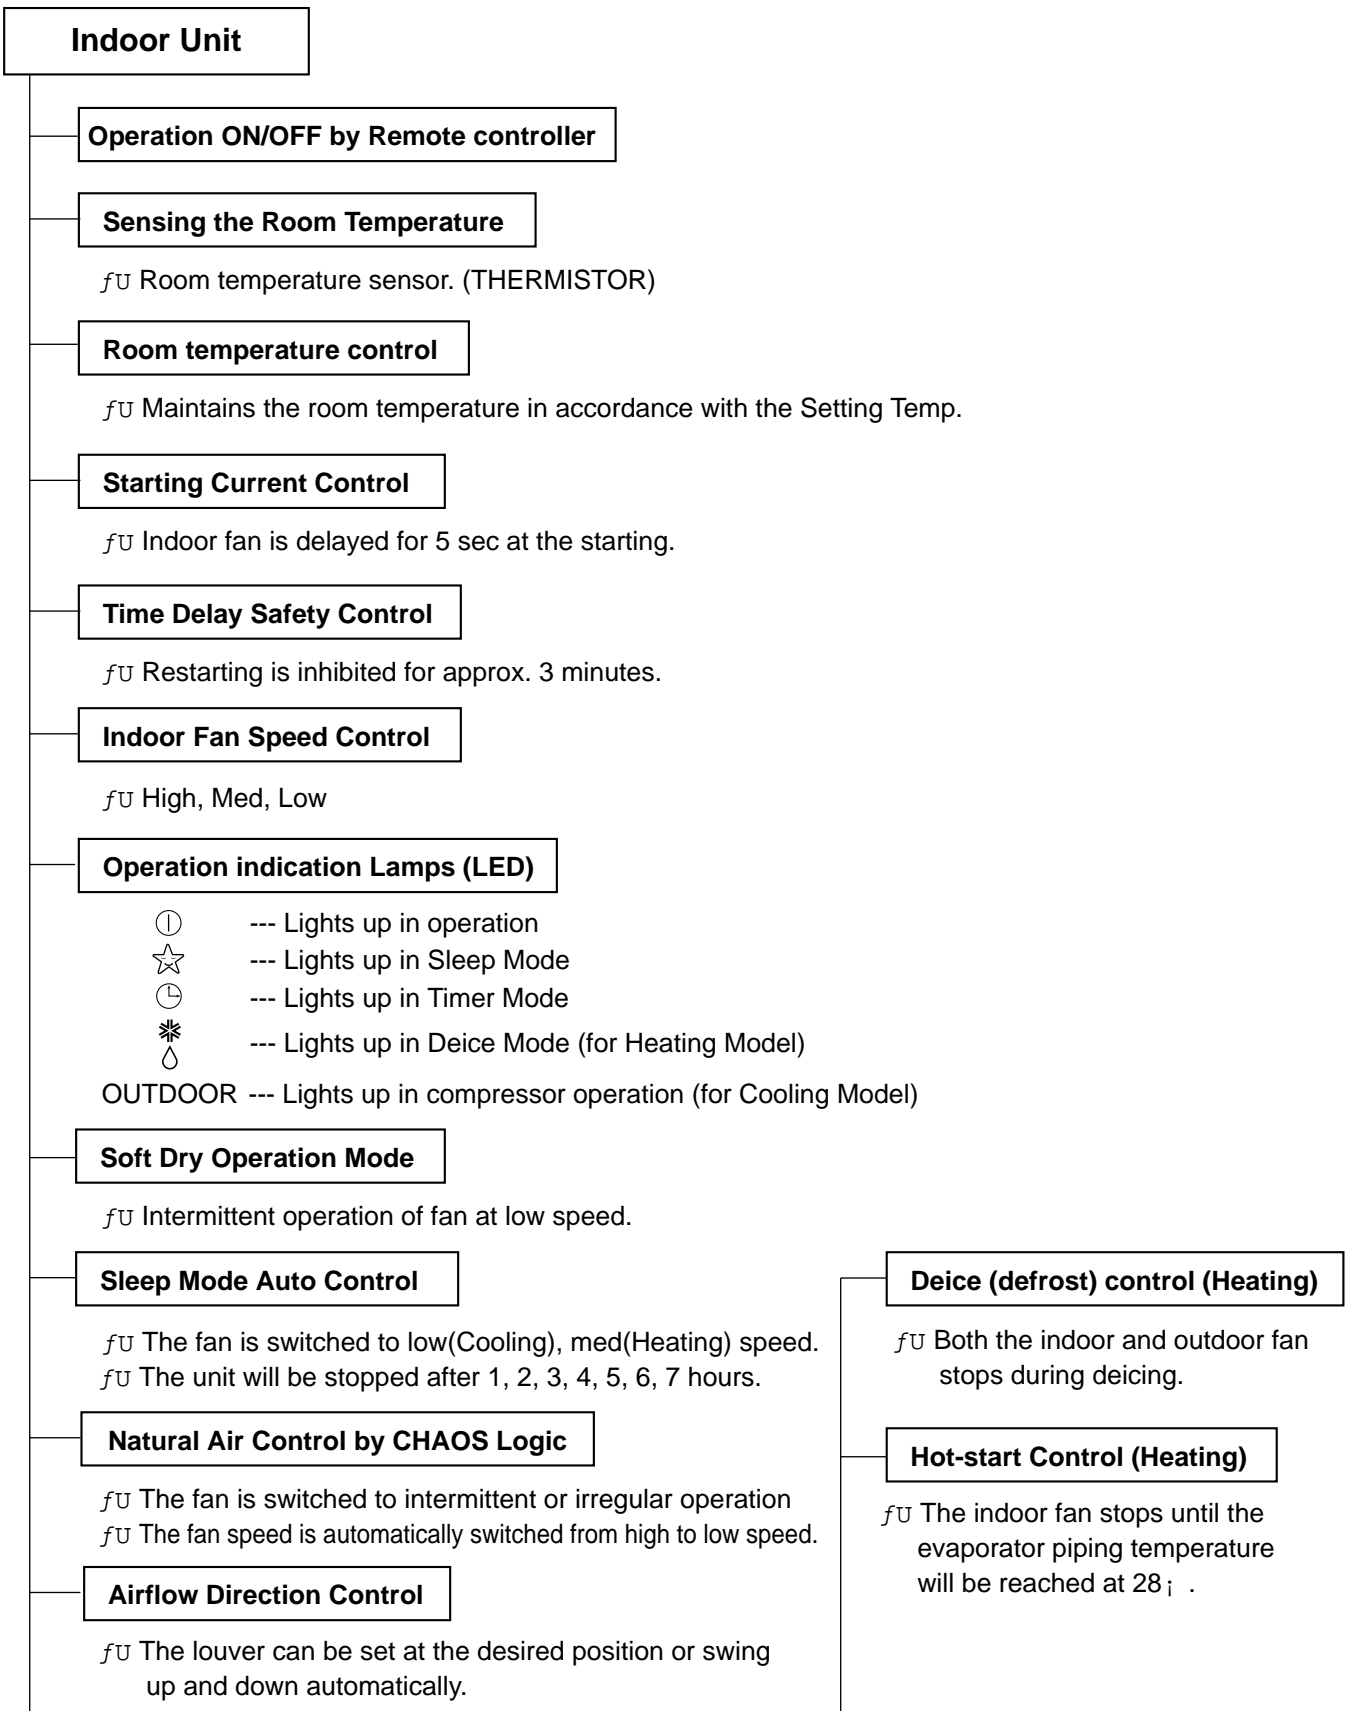 Indoor Unit
Operation ON/OFF by Remote controller
Sensing the Room Temperature
ƒU Room temperature sensor. (THERMISTOR)
Room temperature control
ƒU Maintains the room temperature in accordance with the Setting Temp.
Starting Current Control
ƒU Indoor fan is delayed for 5 sec at the starting.
Time Delay Safety Control
ƒU Restarting is inhibited for approx. 3 minutes.
Indoor Fan Speed Control
ƒU High, Med, Low
Operation indication Lamps (LED)
--- Lights up in operation
--- Lights up in Sleep Mode
--- Lights up in Timer Mode
--- Lights up in Deice Mode (for Heating Model)
OUTDOOR --- Lights up in compressor operation (for Cooling Model)
Soft Dry Operation Mode
ƒU Intermittent operation of fan at low speed.
Sleep Mode Auto Control
ƒU The fan is switched to low(Cooling), med(Heating) speed.
ƒU The unit will be stopped after 1, 2, 3, 4, 5, 6, 7 hours.
Natural Air Control by CHAOS Logic
ƒU The fan is switched to intermittent or irregular operation
ƒU The fan speed is automatically switched from high to low speed.
Airflow Direction Control
ƒU The louver can be set at the desired position or swing
up and down automatically.
Deice (defrost) control (Heating)
ƒU Both the indoor and outdoor fan
stops during deicing.
Hot-start Control (Heating)
ƒU The indoor fan stops until the
evaporator piping temperature
will be reached at 28¡ .